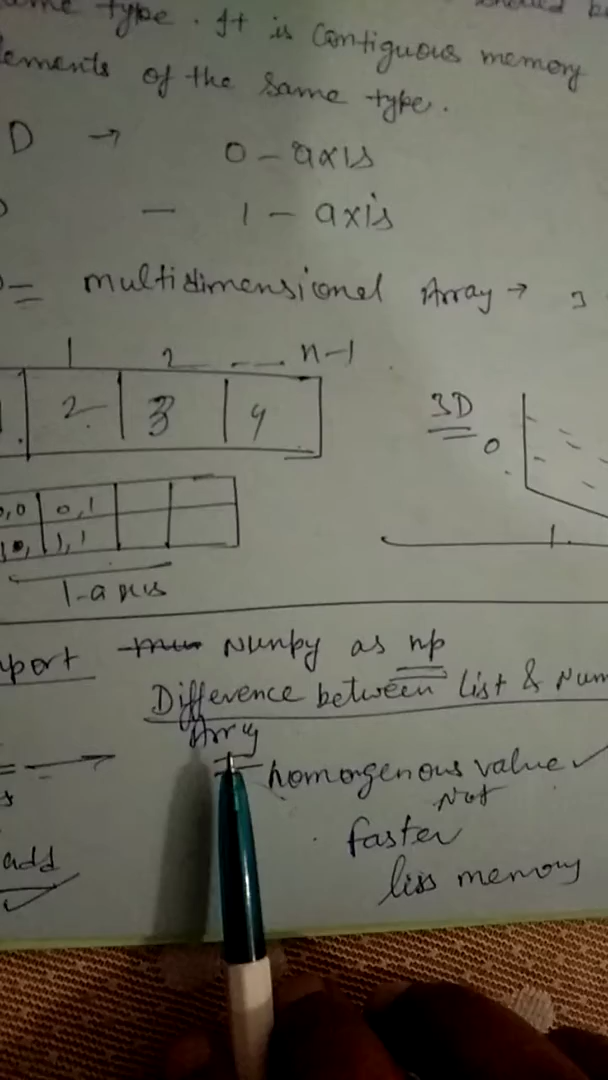 type. It is contiguous memory
lements of the same type.
D → 0-axis
— 1-axis
= multidimensional Array →
1 2 -- n-1
2 3 4
3D
0
0,0 0,1
1,1
1.
1-axis
port Numpy as np
Difference between list & Num
Arry
= homogenous value ✓
Not
add faster
less memory